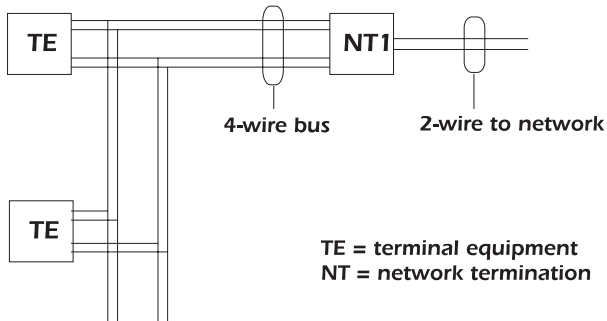 TE
NT1
4-wire bus
2-wire to network
TE
TE = terminal equipment
NT = network termination